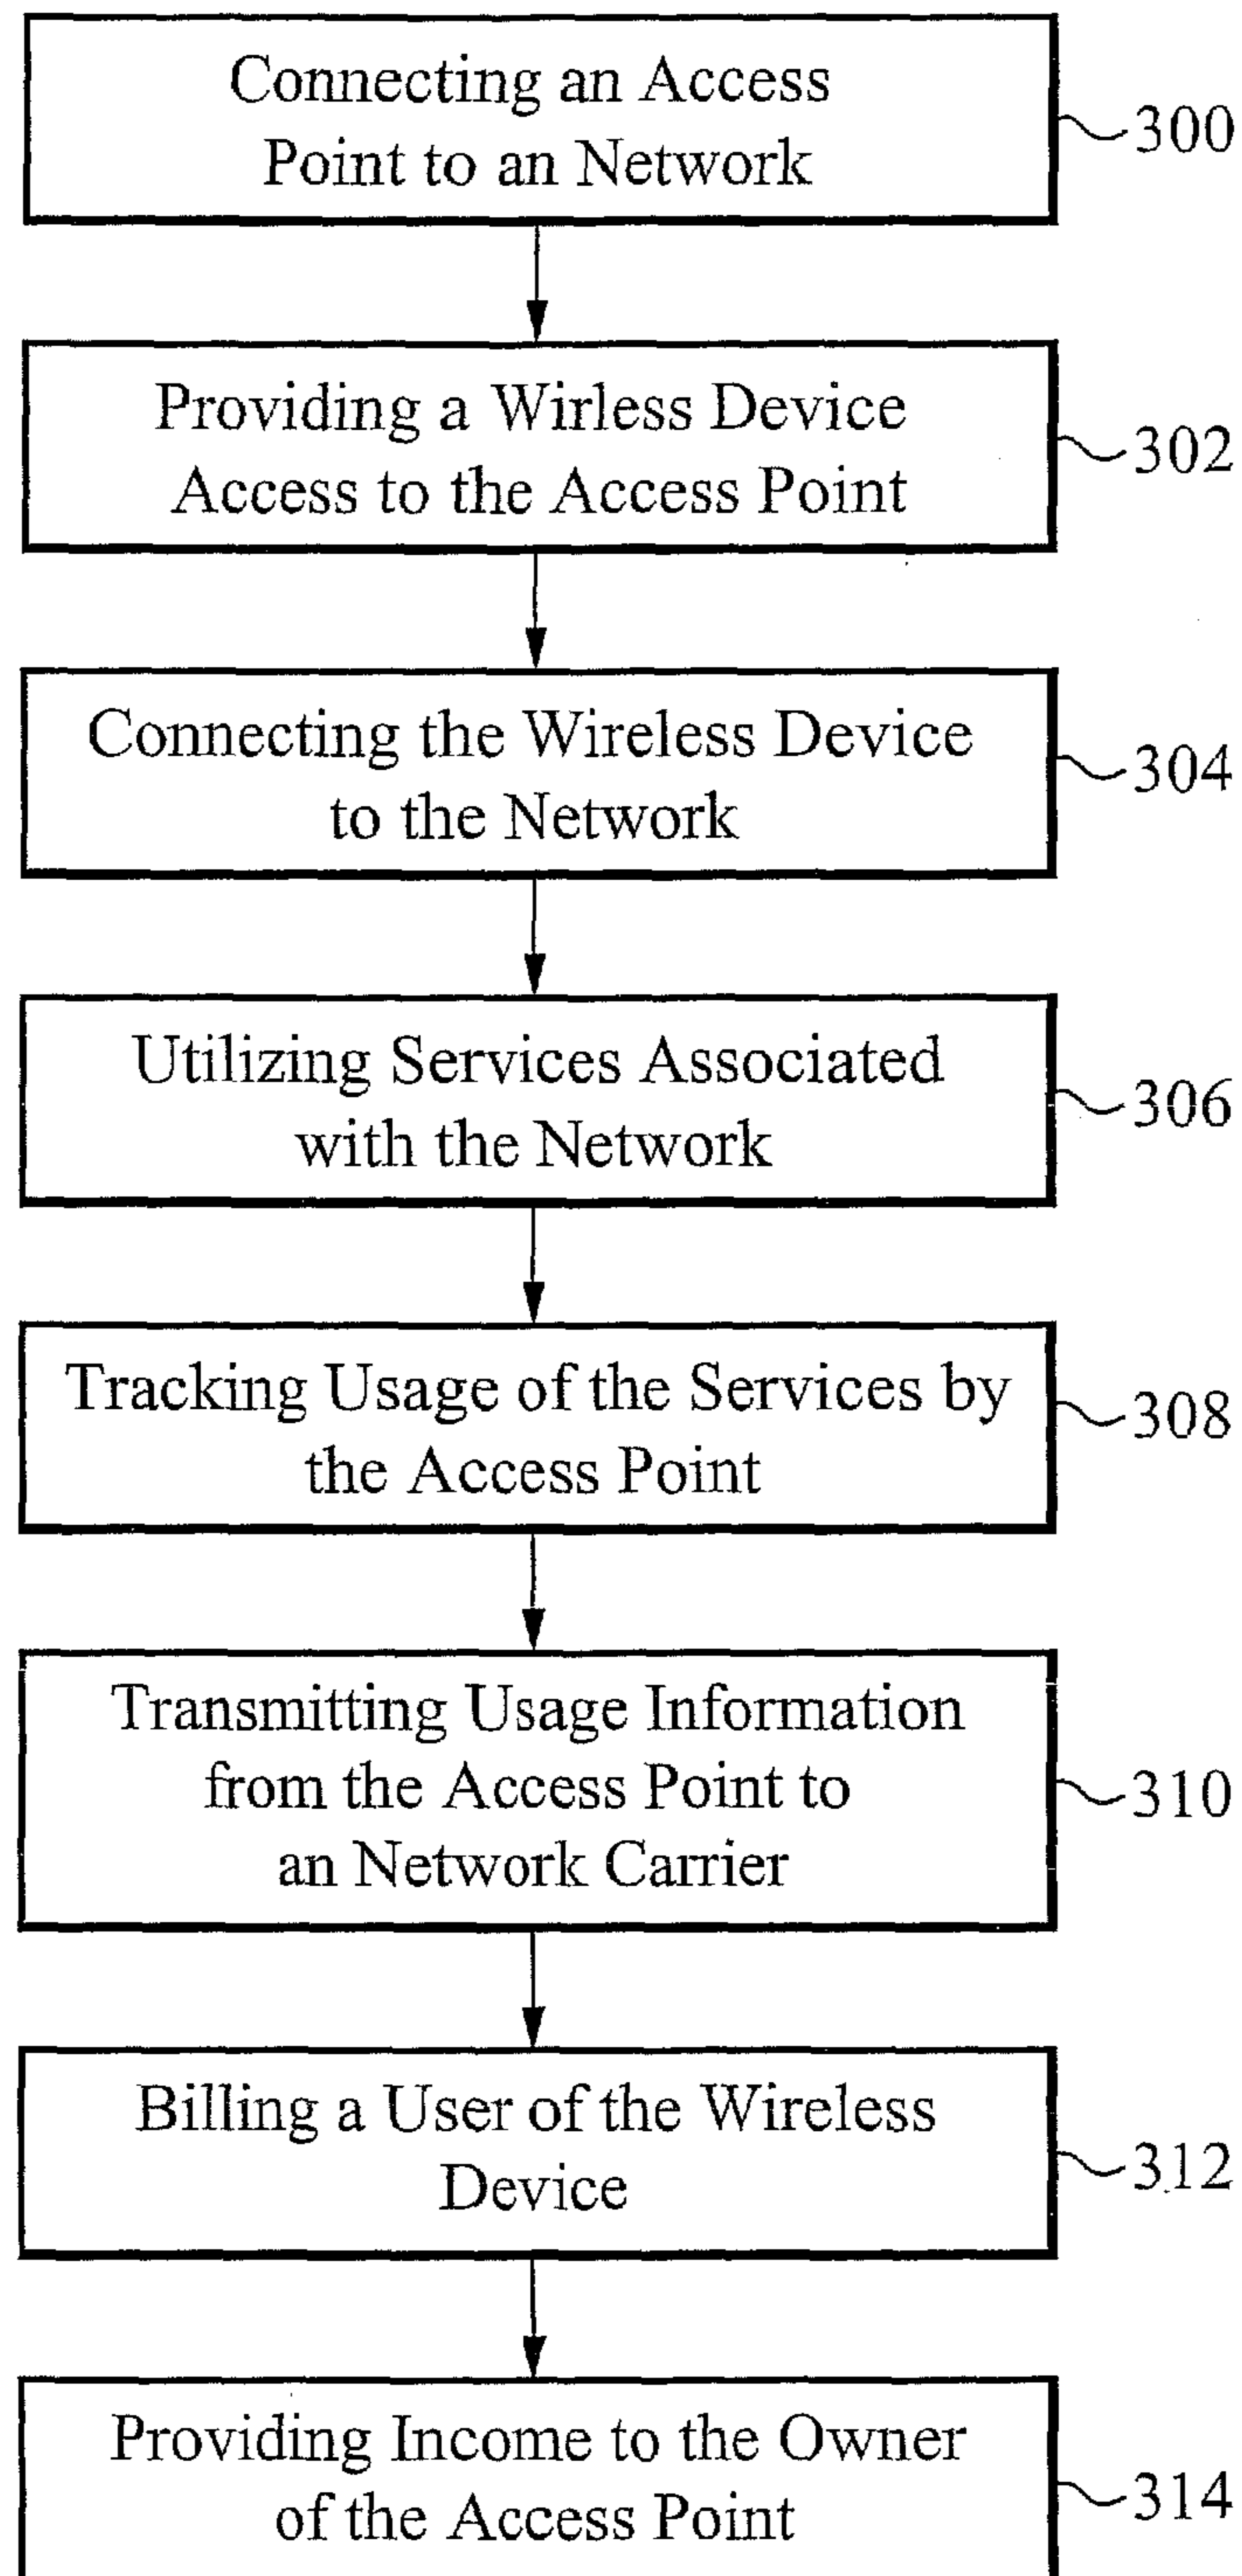 Connecting an Access
Point to an Network
300
Providing a Wirless Device
Access to the Access Point
302
Connecting the Wireless Device
to the Network
304
Utilizing Services Associated
with the Network
306
Tracking Usage of the Services by
the Access Point
308
Transmitting Usage Information
from the Access Point to
an Network Carrier
310
Billing a User of the Wireless
Device
312
Providing Income to the Owner
of the Access Point
314